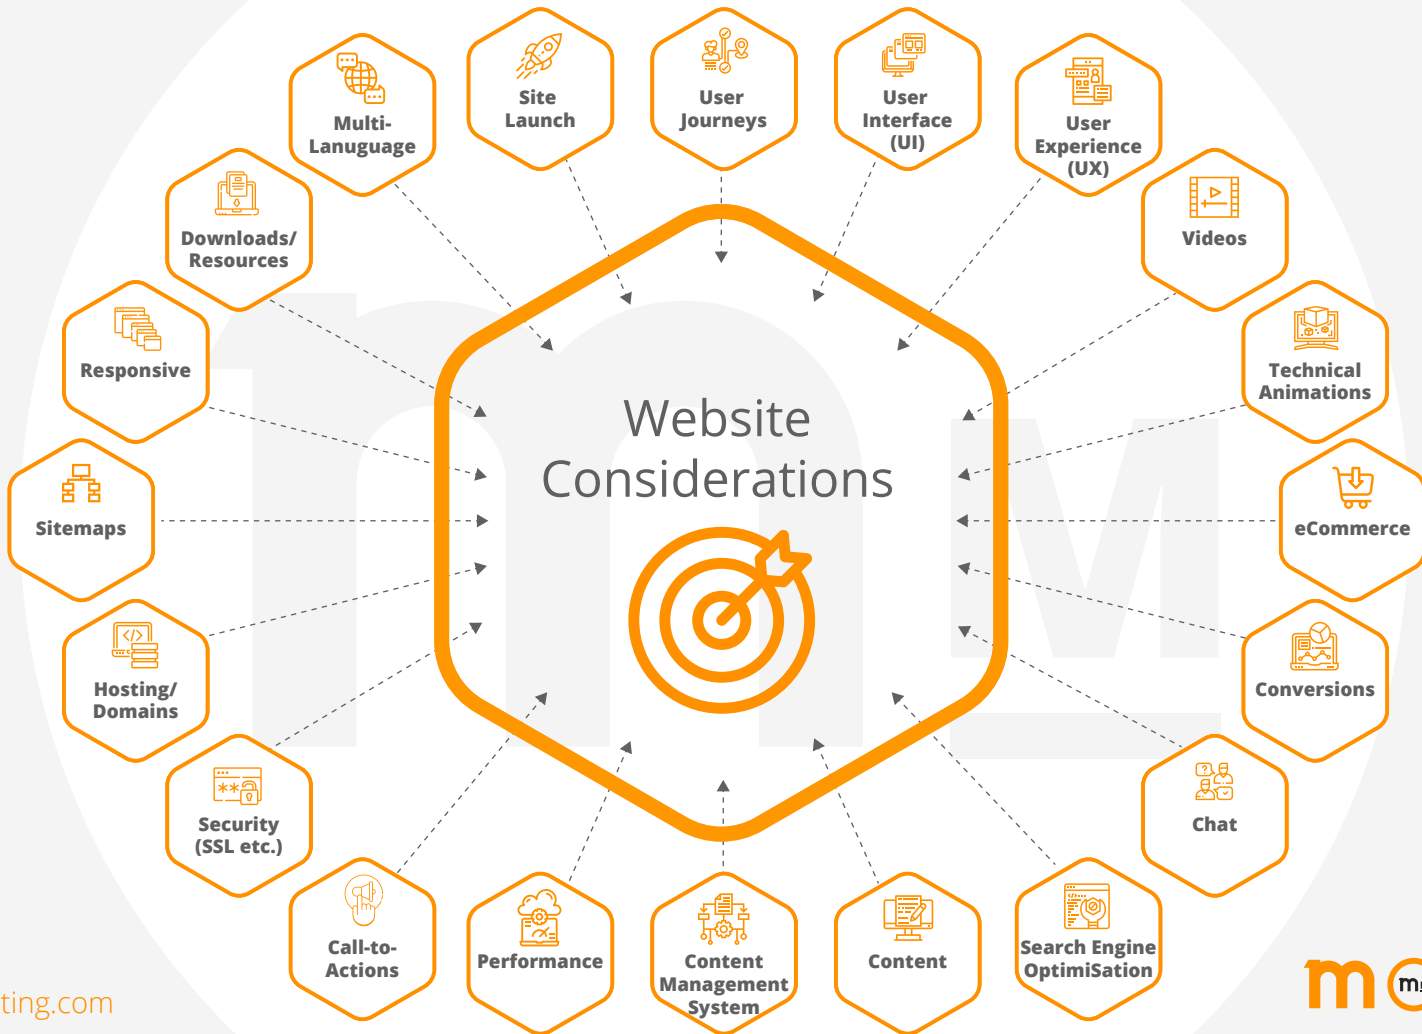 Site
Launch
User
Journeys
User
Interface
(UI)
Multi-
Lanuguage
User
Experience
(UX)
Downloads/
Resources
Videos
Responsive
Technical
Animations
Website
Considerations
Sitemaps
eCommerce
Hosting/
Domains
Conversions
Security
(SSL etc.)
Chat
Call-to-
Actions
Performance
Content
Management
System
Content
Search Engine
OptimiSation
ting.com
m
m